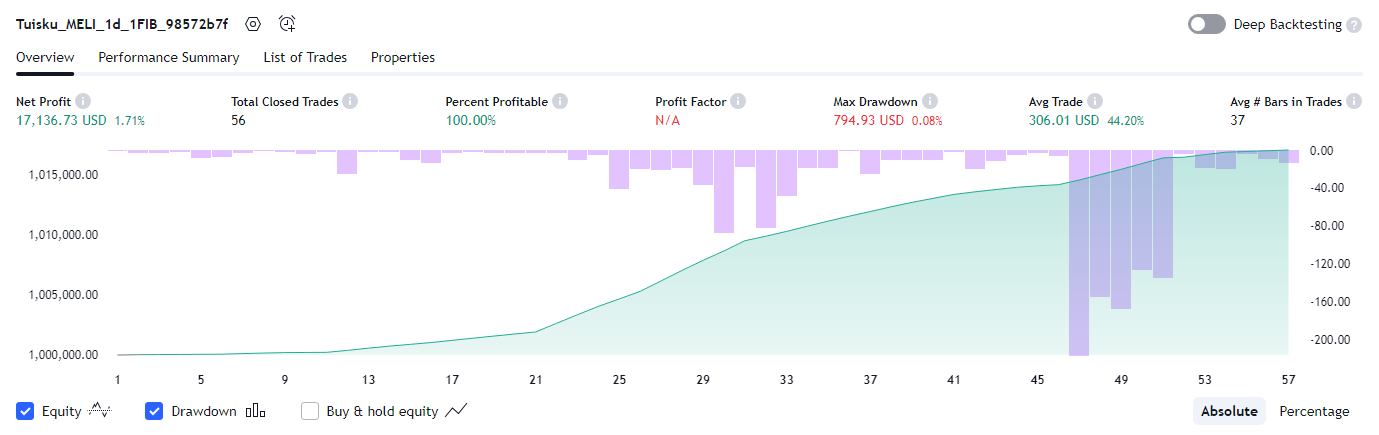 Tuisku_MELI_1d_1FIB_98572b7f
Deep Backtesting ?
Overview Performance Summary List of Trades Properties
Net Profit i Total Closed Trades i Percent Profitable i Profit Factor i Max Drawdown i Avg Trade i Avg # Bars in Trades i
17,136.73 USD 1.71% 56 100.00% N/A 794.93 USD 0.08% 306.01 USD 44.20% 37
0.00
1,015,000.00
-40.00
-80.00
1,010,000.00
-120.00
1,005,000.00
-160.00
-200.00
1,000,000.00
1 5 9 13 17 21 25 29 33 37 41 45 49 53 57
Equity Drawdown Buy & hold equity Absolute Percentage